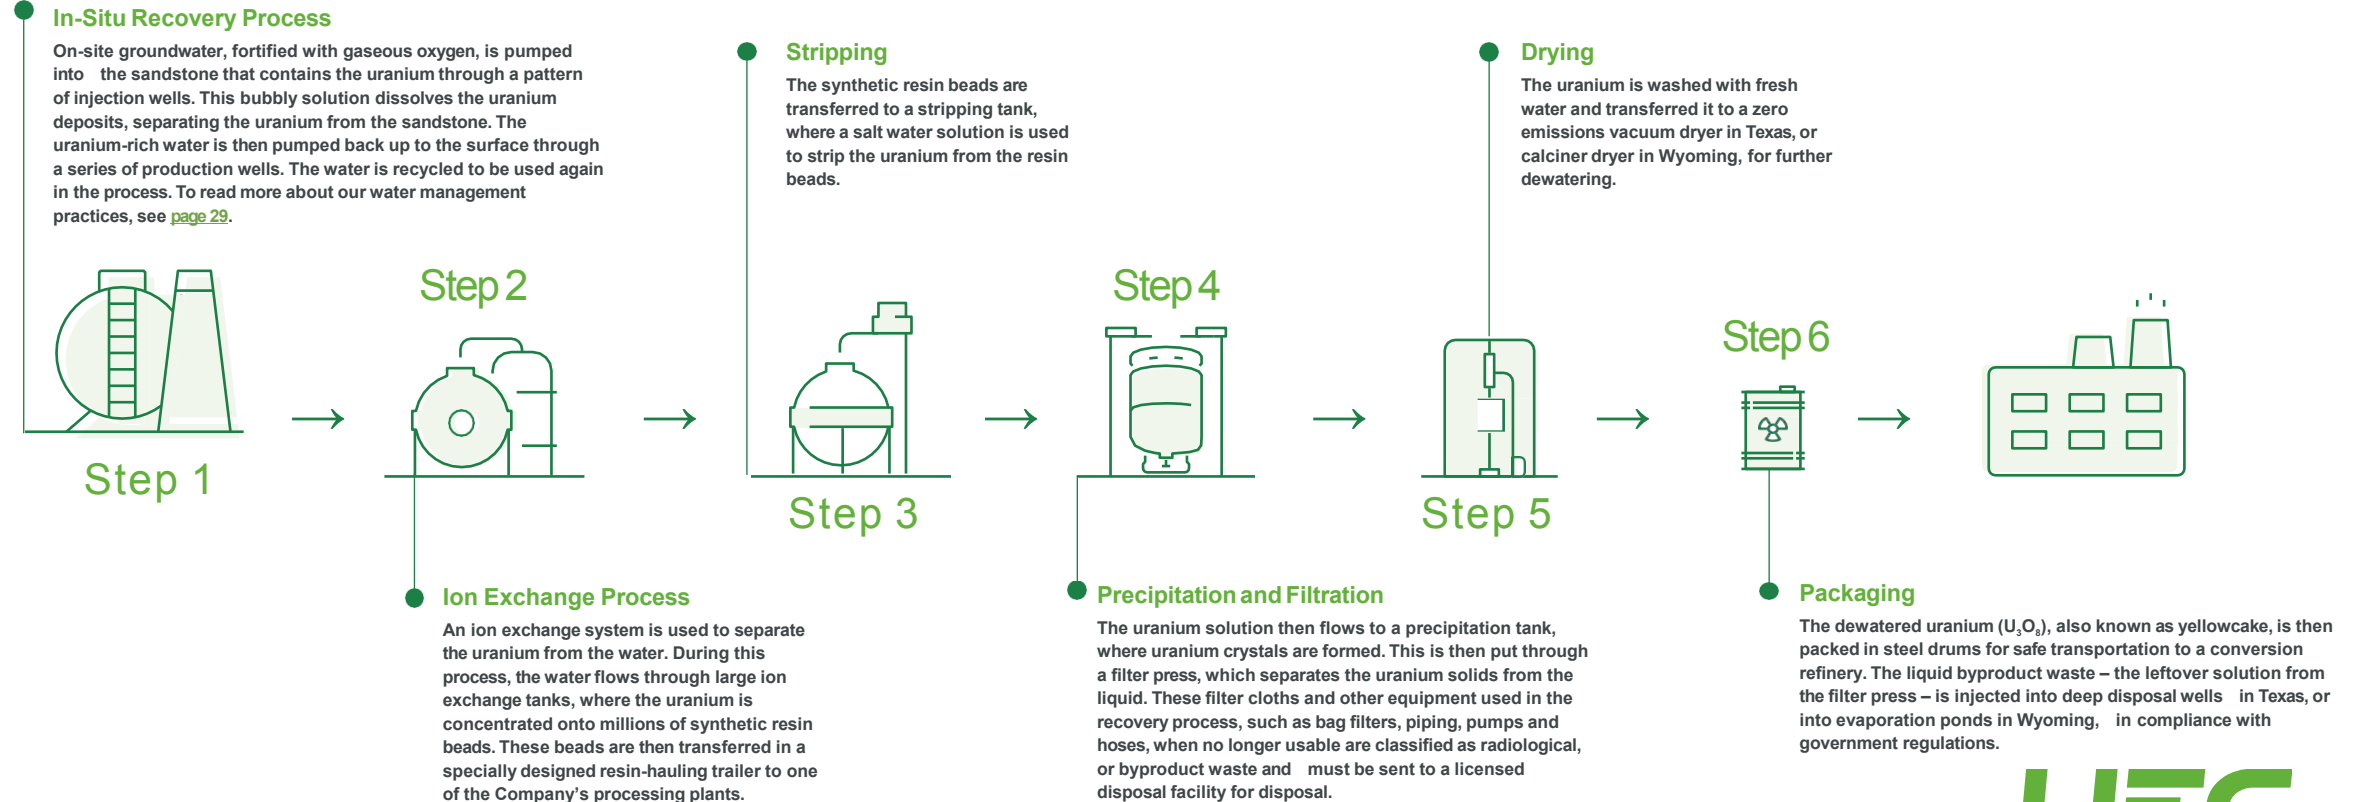 In-Situ Recovery Process
On-site groundwater, fortified with gaseous oxygen, is pumped
into the sandstone that contains the uranium through a pattern
of injection wells. This bubbly solution dissolves the uranium
deposits, separating the uranium from the sandstone. The
uranium-rich water is then pumped back up to the surface through
a series of production wells. The water is recycled to be used again
in the process. To read more about our water management
practices, see page 29.
Stripping
The synthetic resin beads are
transferred to a stripping tank,
where a salt water solution is used
to strip the uranium from the resin
beads.
Drying
The uranium is washed with fresh
water and transferred it to a zero
emissions vacuum dryer in Texas, or
calciner dryer in Wyoming, for further
dewatering.
Step 1
Step 2
Step 3
Step 4
Step 5
Step 6
Ion Exchange Process
An ion exchange system is used to separate
the uranium from the water. During this
process, the water flows through large ion
exchange tanks, where the uranium is
concentrated onto millions of synthetic resin
beads. These beads are then transferred in a
specially designed resin-hauling trailer to one
of the Company's processing plants.
Precipitation and Filtration
The uranium solution then flows to a precipitation tank,
where uranium crystals are formed. This is then put through
a filter press, which separates the uranium solids from the
liquid. These filter cloths and other equipment used in the
recovery process, such as bag filters, piping, pumps and
hoses, when no longer usable are classified as radiological,
or byproduct waste and must be sent to a licensed
disposal facility for disposal.
Packaging
The dewatered uranium (U₃O₈), also known as yellowcake, is then
packed in steel drums for safe transportation to a conversion
refinery. The liquid byproduct waste – the leftover solution from
the filter press – is injected into deep disposal wells in Texas, or
into evaporation ponds in Wyoming, in compliance with
government regulations.